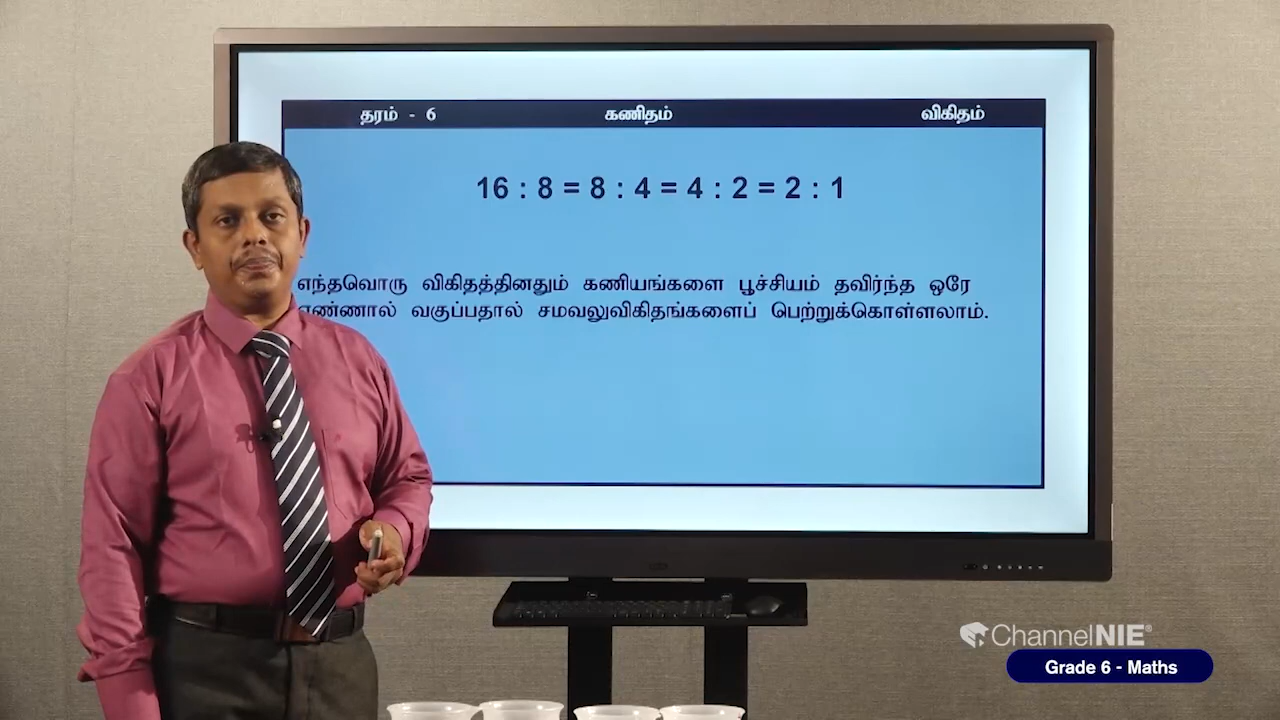 தரம் - 6 கணிதம் விகிதம்
16 : 8 = 8 : 4 = 4 : 2 = 2 : 1
எந்தவொரு விகிதத்தினதும் கணியங்களை பூச்சியம் தவிர்ந்த ஒரே
எண்ணால் வகுப்பதால் சமவலுவிகிதங்களைப் பெற்றுக்கொள்ளலாம்.
ChannelNIE®
Grade 6 - Maths